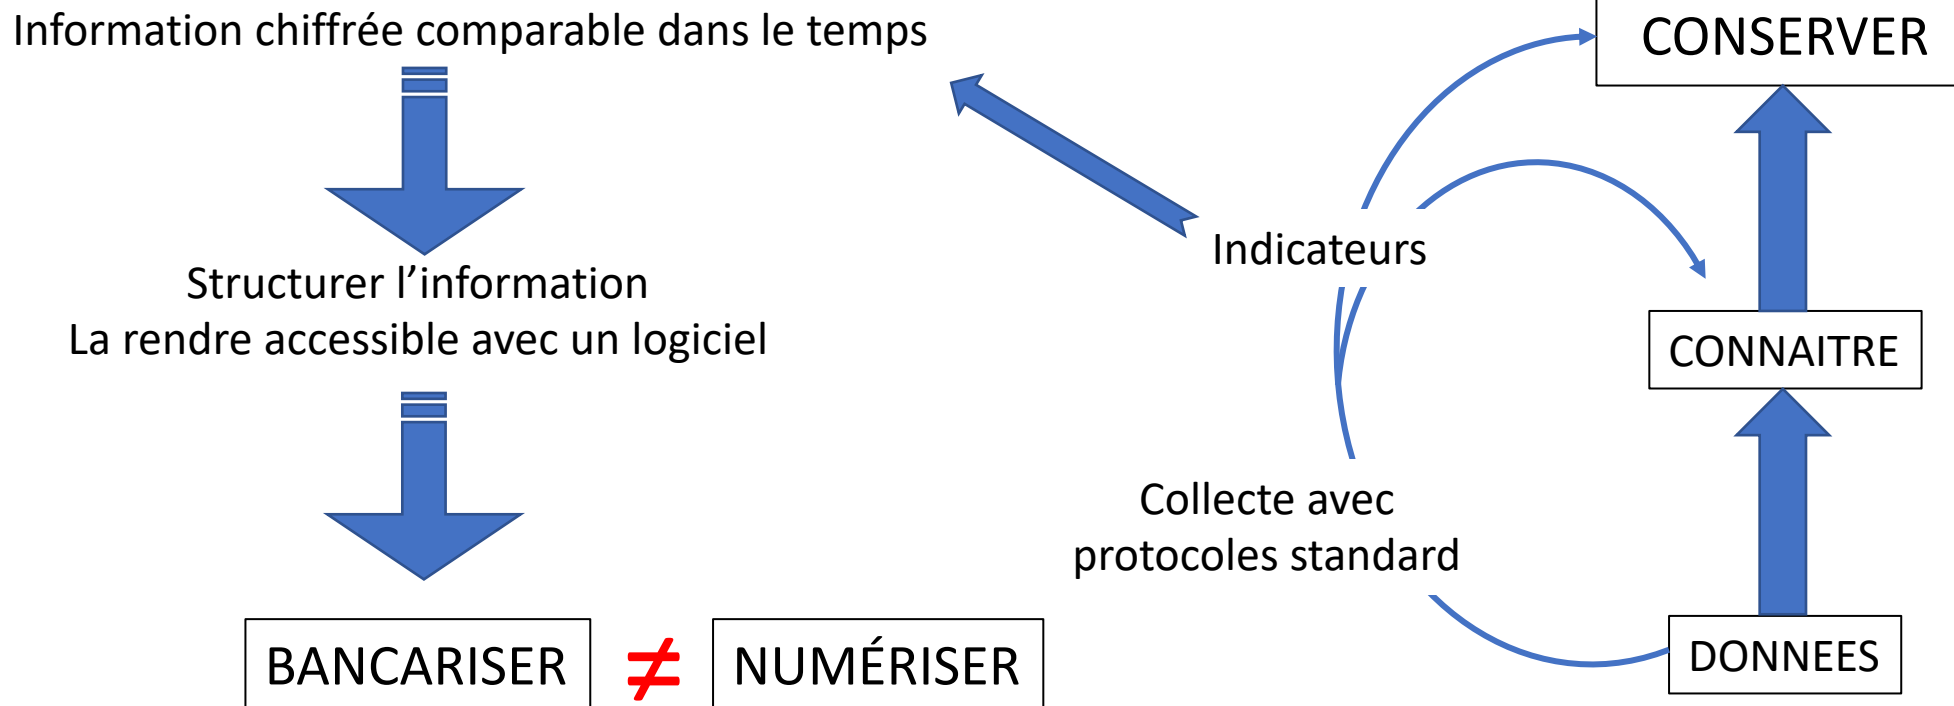 Information chiffrée comparable dans le temps
CONSERVER
Indicateurs
Structurer l’information
La rendre accessible avec un logiciel
CONNAITRE
Collecte avec
protocoles standard
BANCARISER ≠ NUMÉRISER
DONNEES